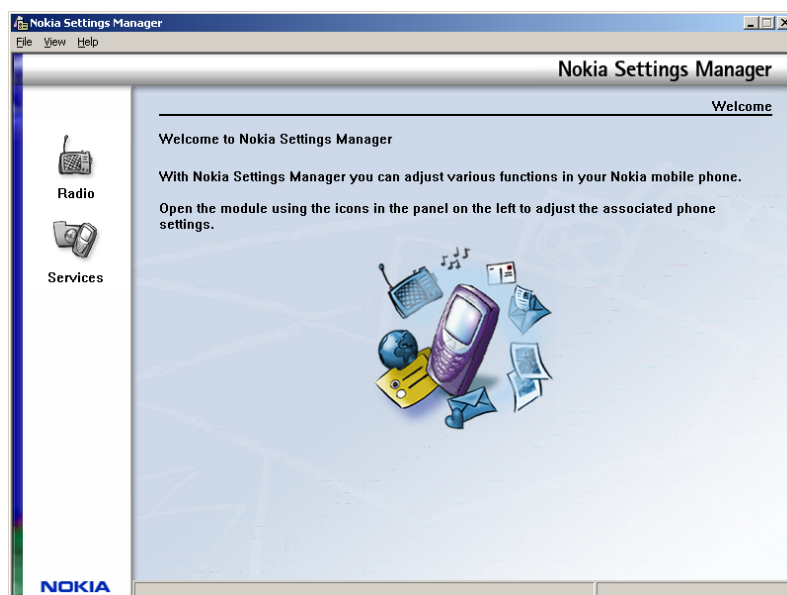 Nokia Settings Manager
File View Help
Nokia Settings Manager
Welcome
Welcome to Nokia Settings Manager
With Nokia Settings Manager you can adjust various functions in your Nokia mobile phone.
Open the module using the icons in the panel on the left to adjust the associated phone
settings.
Radio
Services
NOKIA